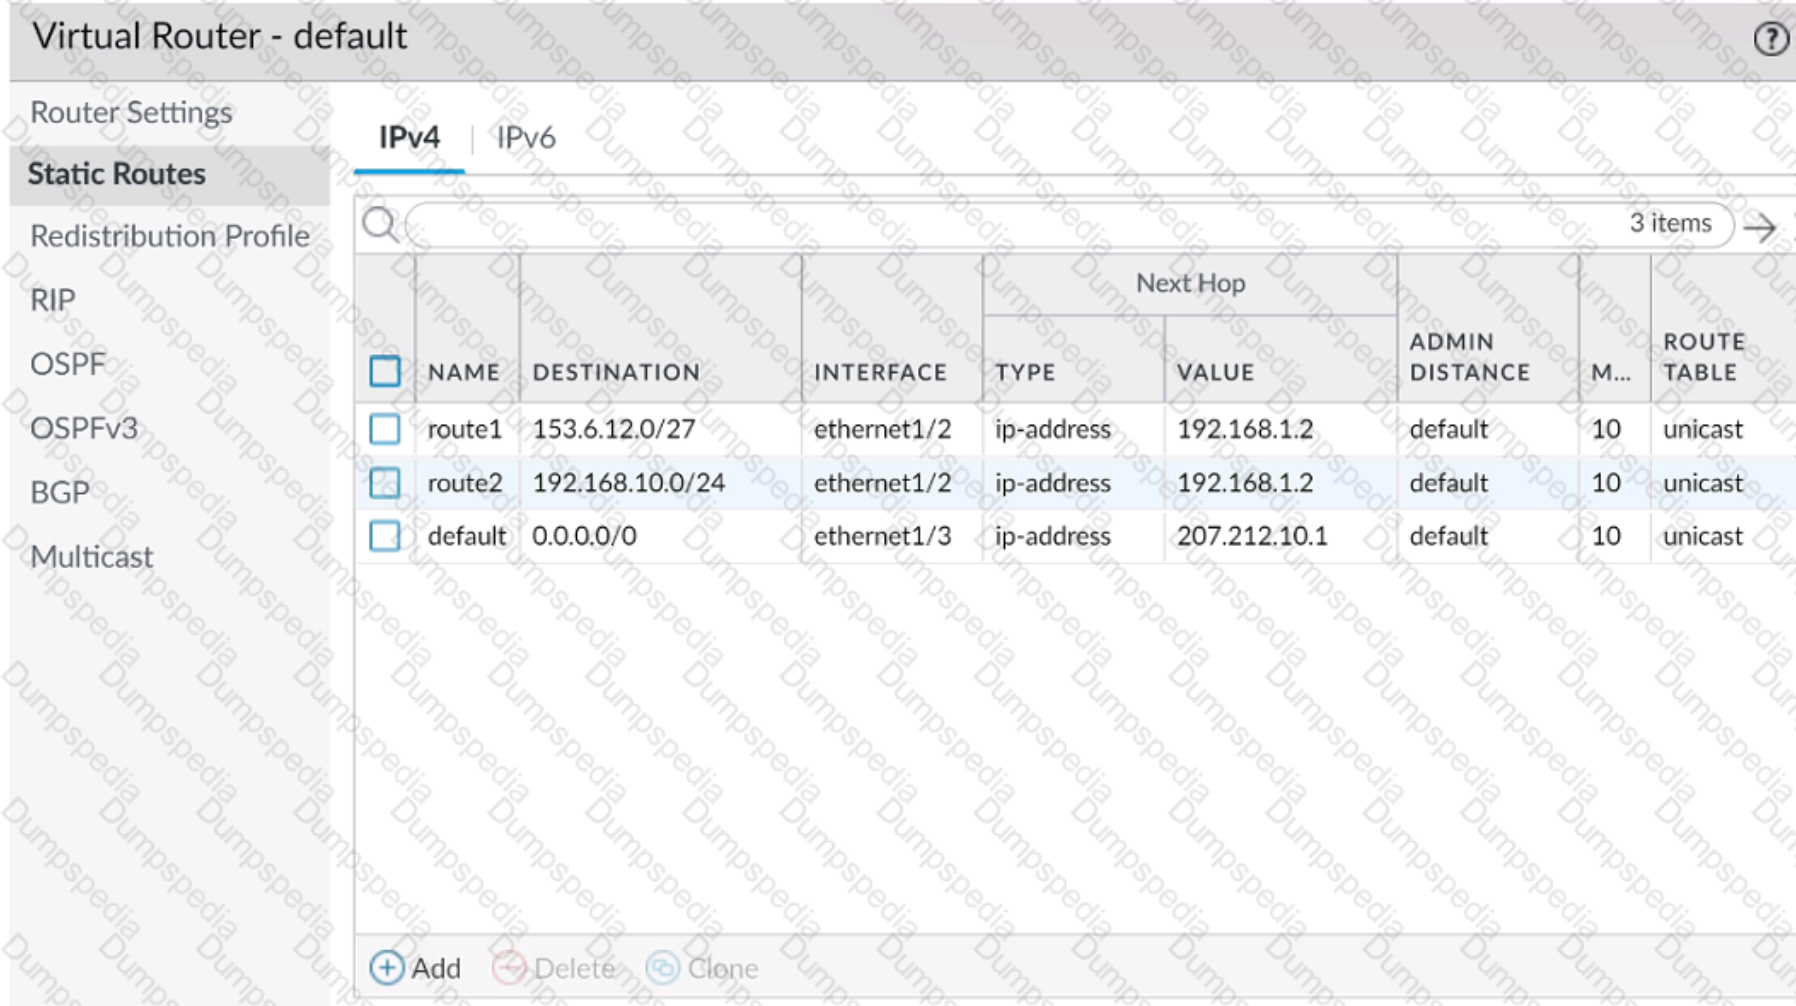 Virtual Router - default
?
Router Settings
Static Routes
Redistribution Profile
RIP
OSPF
OSPFv3
BGP
Multicast
IPv4 | IPv6
3 items
Next Hop
NAME DESTINATION INTERFACE TYPE VALUE ADMIN DISTANCE M... ROUTE TABLE
route1 153.6.12.0/27 ethernet1/2 ip-address 192.168.1.2 default 10 unicast
route2 192.168.10.0/24 ethernet1/2 ip-address 192.168.1.2 default 10 unicast
default 0.0.0.0/0 ethernet1/3 ip-address 207.212.10.1 default 10 unicast
Add Delete Clone
Dumpspedia